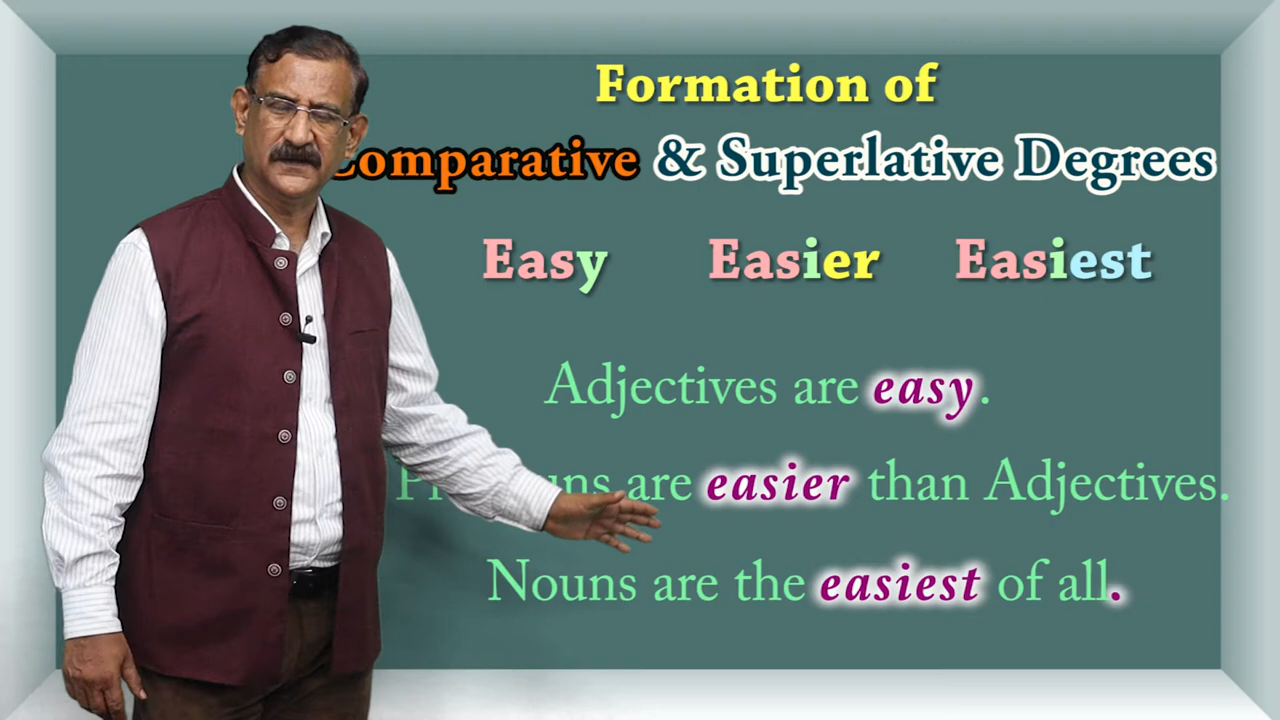 Formation of
Comparative & Superlative Degrees
Easy Easier Easiest
Adjectives are easy.
are easier than Adjectives.
Nouns are the easiest of all.